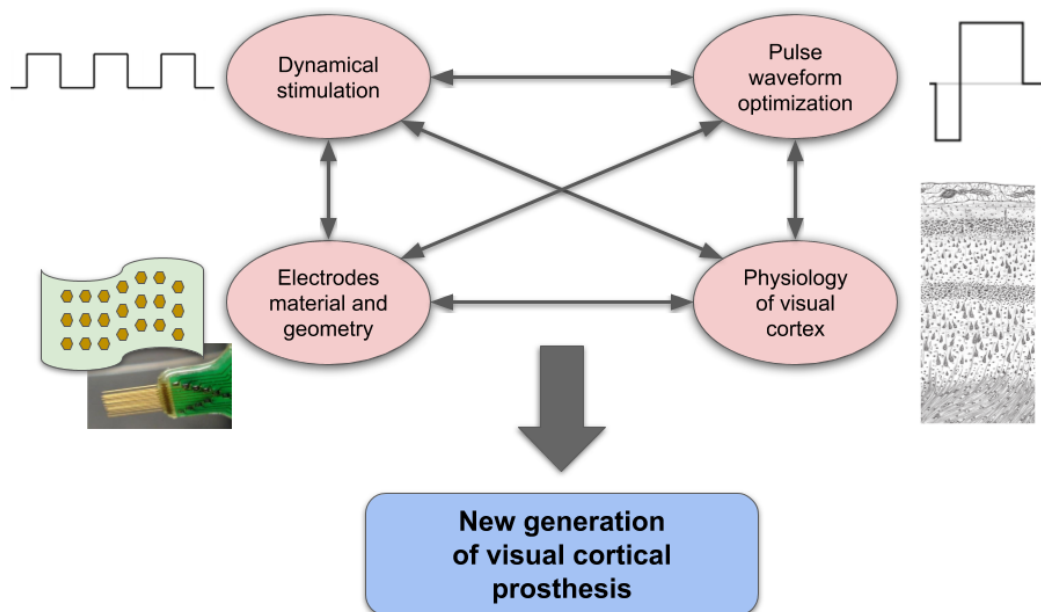 Dynamical
stimulation
Pulse
waveform
optimization
Electrodes
material and
geometry
Physiology
of visual
cortex
New generation
of visual cortical
prosthesis